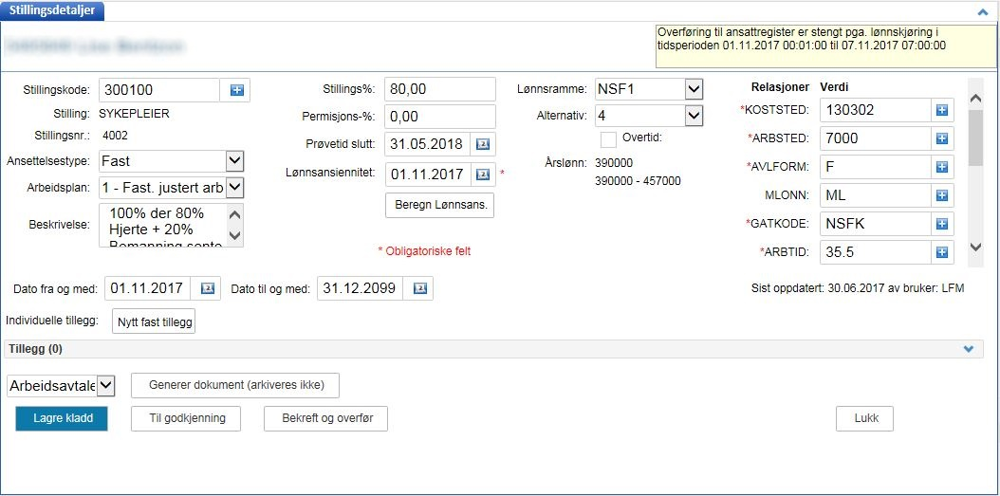 Stillingsdetaljer
Overføring til ansattregister er stengt pga. lønnskjøring i
tidsperioden 01.11.2017 00:01:00 til 07.11.2017 07:00:00
Stillingskode: 300100
Stilling: SYKEPLEIER
Stillingsnr.: 4002
Ansettelsestype: Fast
Arbeidsplan: 1 - Fast. justert arb
Beskrivelse: 100% der 80%
Hjerte + 20%
Bemanning sente
Stillings%: 80,00
Permisjons-%: 0,00
Prøvetid slutt: 31.05.2018
Lønnsansiennitet: 01.11.2017 *
Beregn Lønnsans.
* Obligatoriske felt
Lønnsramme: NSF1
Alternativ: 4
Overtid:
Årslønn: 390000
390000 - 457000
Relasjoner Verdi
*KOSTSTED: 130302
*ARBSTED: 7000
*AVLFORM: F
MLONN: ML
*GATKODE: NSFK
*ARBTID: 35.5
Dato fra og med: 01.11.2017 Dato til og med: 31.12.2099
Sist oppdatert: 30.06.2017 av bruker: LFM
Individuelle tillegg: Nytt fast tillegg
Tillegg (0)
Arbeidsavtale Generer dokument (arkiveres ikke)
Lagre kladd Til godkjenning Bekreft og overfør Lukk